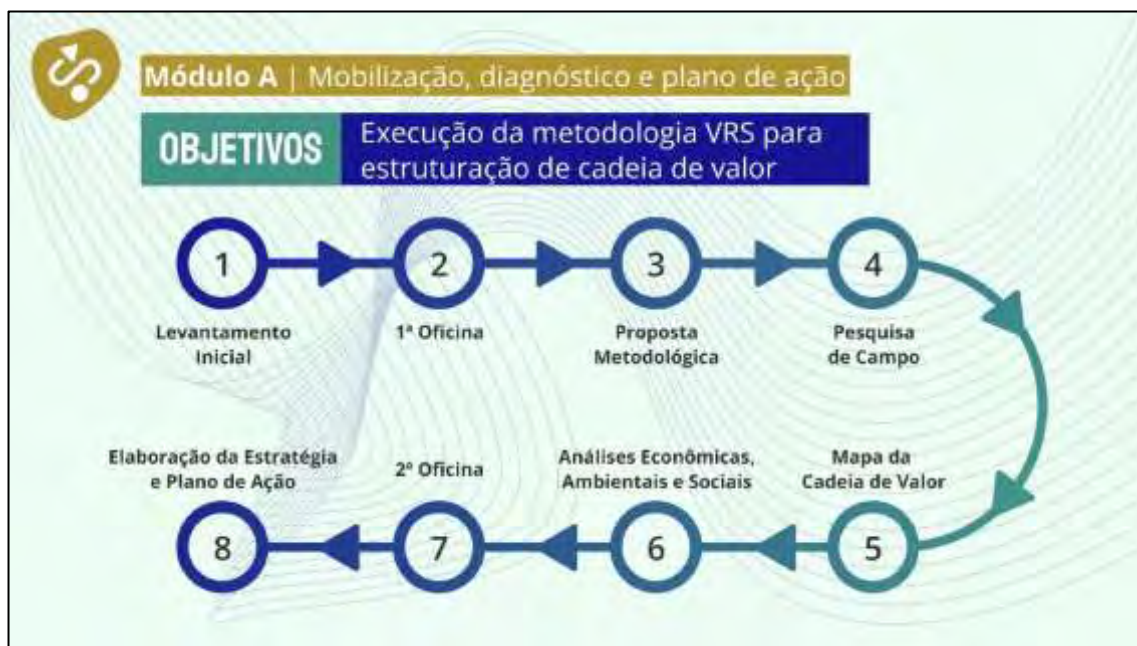 Módulo A | Mobilização, diagnóstico e plano de ação
OBJETIVOS
Execução da metodologia VRS para
estruturação de cadeia de valor
1
Levantamento
Inicial
2
1ª Oficina
3
Proposta
Metodológica
4
Pesquisa
de Campo
5
Mapa da
Cadeia de Valor
6
Análises Econômicas,
Ambientais e Sociais
7
2ª Oficina
8
Elaboração da Estratégia
e Plano de Ação